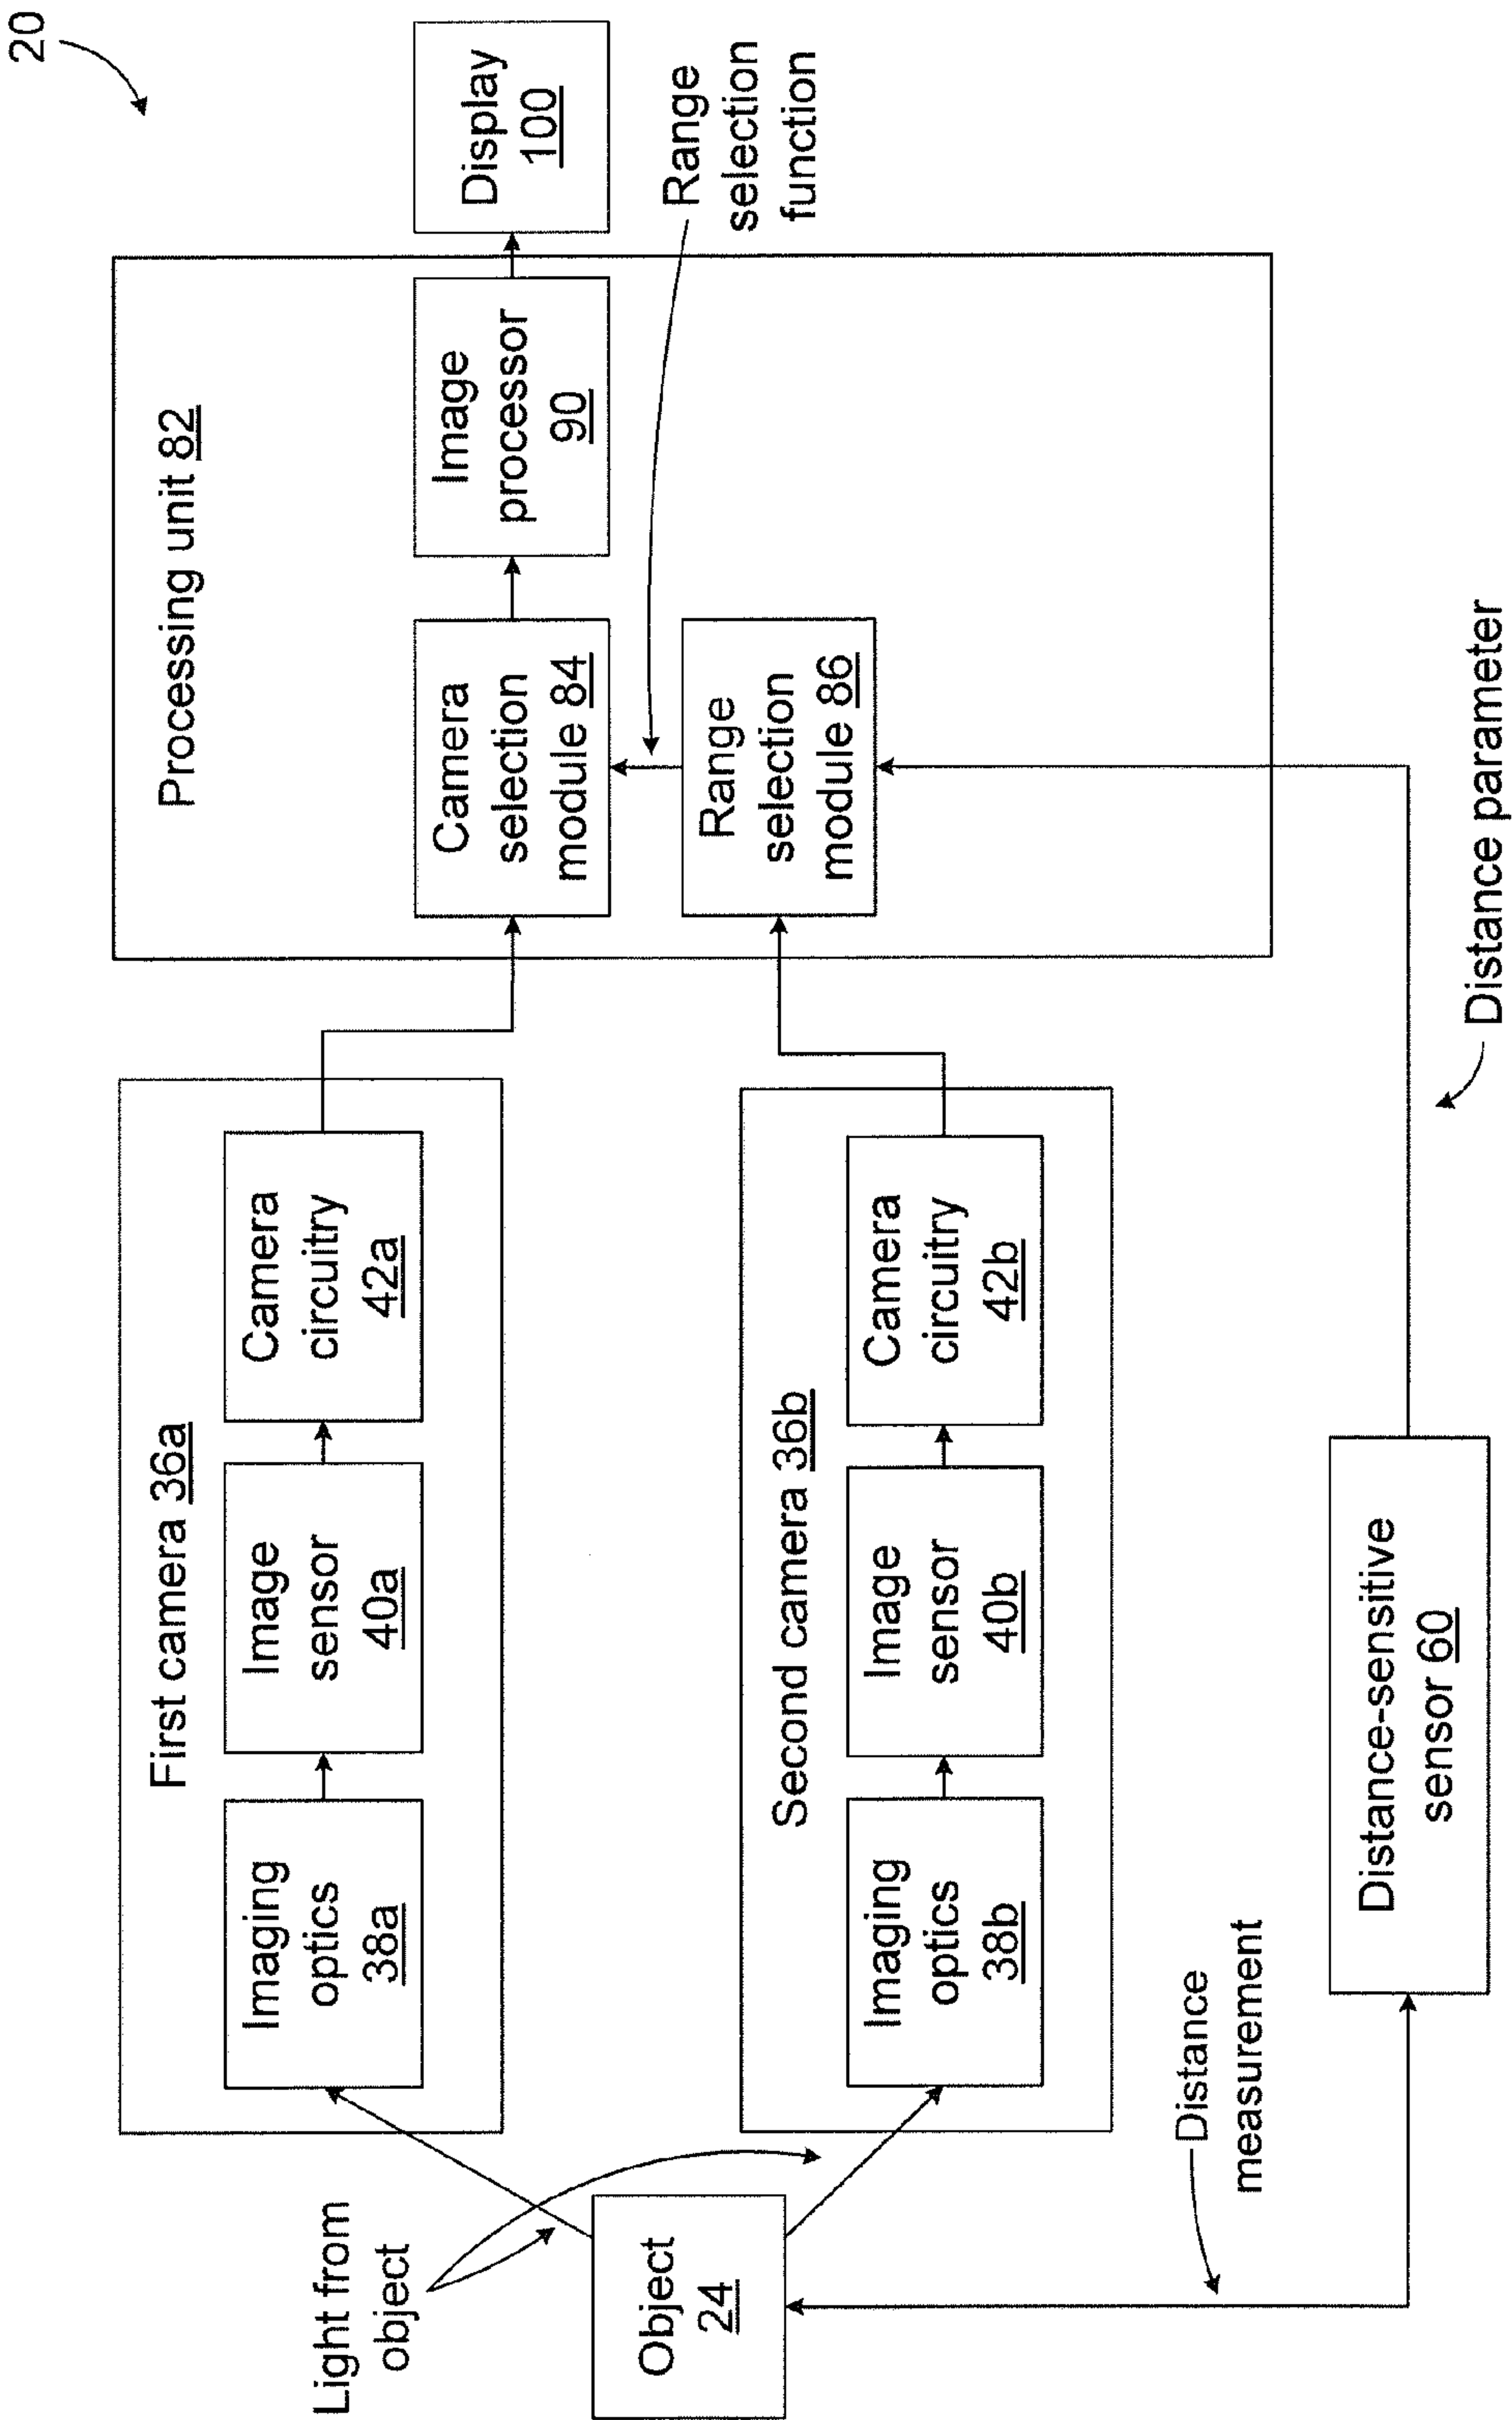 20
Light from
object
Object
24
First camera 36a
Imaging
optics
38a
Image
sensor
40a
Camera
circuitry
42a
Second camera 36b
Imaging
optics
38b
Image
sensor
40b
Camera
circuitry
42b
Distance
measurement
Distance-sensitive
sensor 60
Distance parameter
Processing unit 82
Camera
selection
module 84
Range
selection
module 86
Image
processor
90
Range
selection
function
Display
100